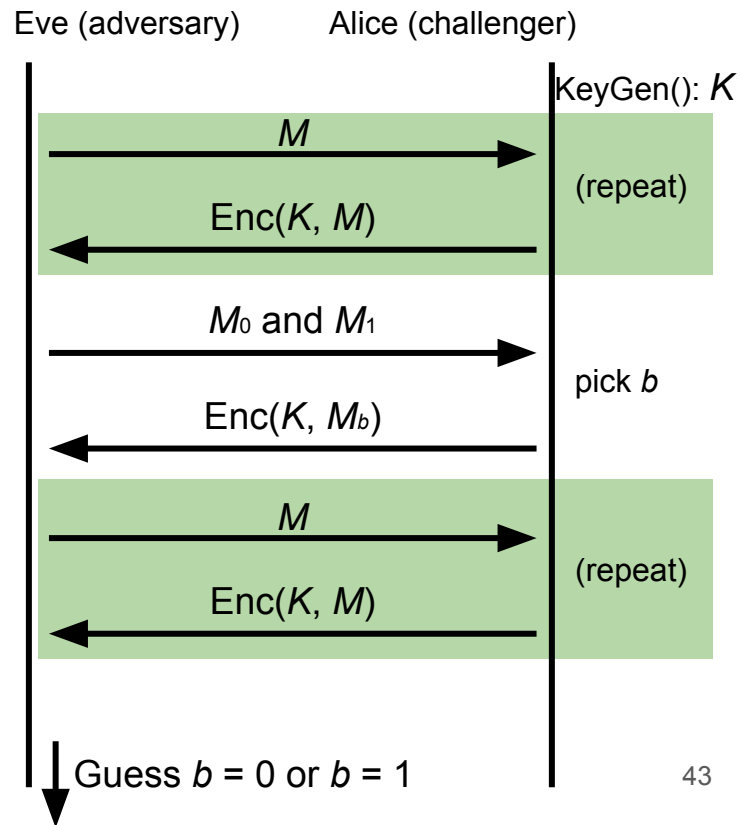 Eve (adversary) Alice (challenger)
KeyGen(): K
M
(repeat)
Enc(K, M)
M₀ and M₁
pick b
Enc(K, M_b)
M
(repeat)
Enc(K, M)
Guess b = 0 or b = 1
43